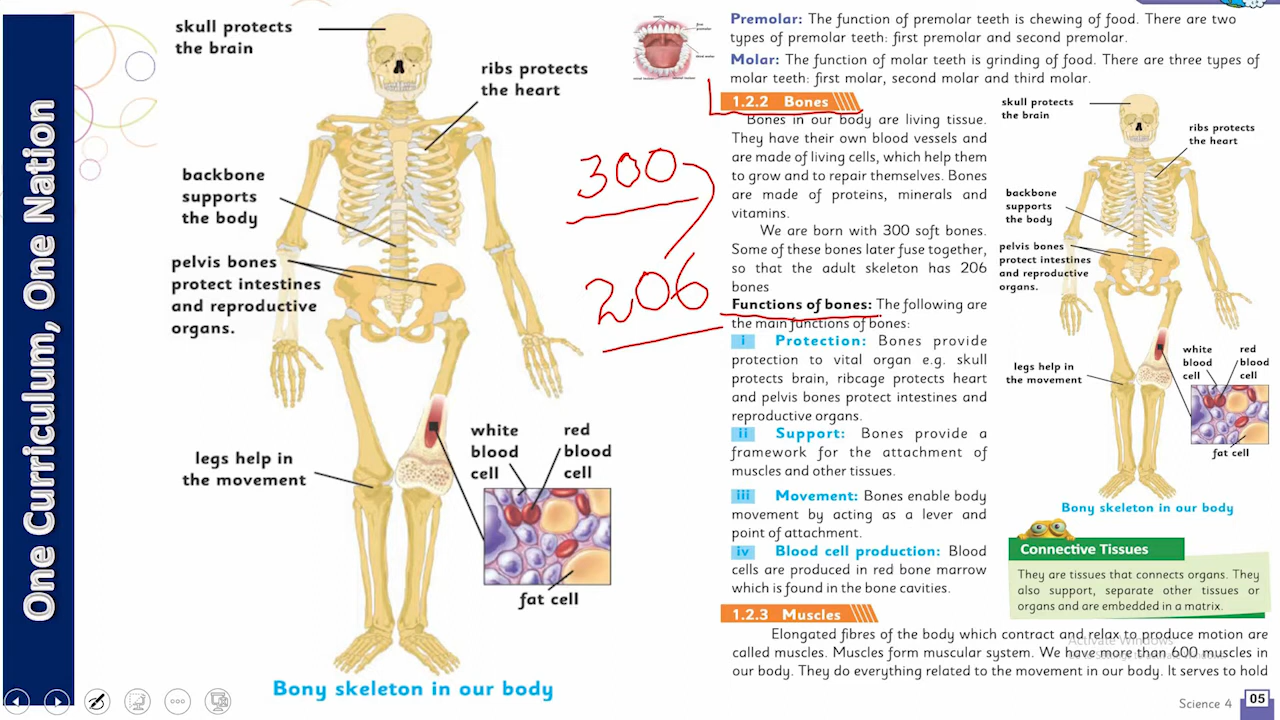 One Curriculum, One Nation
skull protects
the brain
ribs protects
the heart
backbone
supports
the body
pelvis bones
protect intestines
and reproductive
organs.
legs help in
the movement
white
blood
cell
red
blood
cell
fat cell
Bony skeleton in our body
300
206
Premolar: The function of premolar teeth is chewing of food. There are two
types of premolar teeth: first premolar and second premolar.
Molar: The function of molar teeth is grinding of food. There are three types of
molar teeth: first molar, second molar and third molar.
1.2.2 Bones
Bones in our body are living tissue.
They have their own blood vessels and
are made of living cells, which help them
to grow and to repair themselves. Bones
are made of proteins, minerals and
vitamins.
We are born with 300 soft bones.
Some of these bones later fuse together,
so that the adult skeleton has 206
bones
Functions of bones: The following are
the main functions of bones:
i Protection: Bones provide
protection to vital organ e.g. skull
protects brain, ribcage protects heart
and pelvis bones protect intestines and
reproductive organs.
ii Support: Bones provide a
framework for the attachment of
muscles and other tissues.
iii Movement: Bones enable body
movement by acting as a lever and
point of attachment.
iv Blood cell production: Blood
cells are produced in red bone marrow
which is found in the bone cavities.
skull protects
the brain
ribs protects
the heart
backbone
supports
the body
pelvis bones
protect intestines
and reproductive
organs.
legs help in
the movement
white
blood
cell
red
blood
cell
fat cell
Bony skeleton in our body
Connective Tissues
They are tissues that connects organs. They
also support, separate other tissues or
organs and are embedded in a matrix.
1.2.3 Muscles
Elongated fibres of the body which contract and relax to produce motion are
called muscles. Muscles form muscular system. We have more than 600 muscles in
our body. They do everything related to the movement in our body. It serves to hold
Activate Windows
Science 4
05